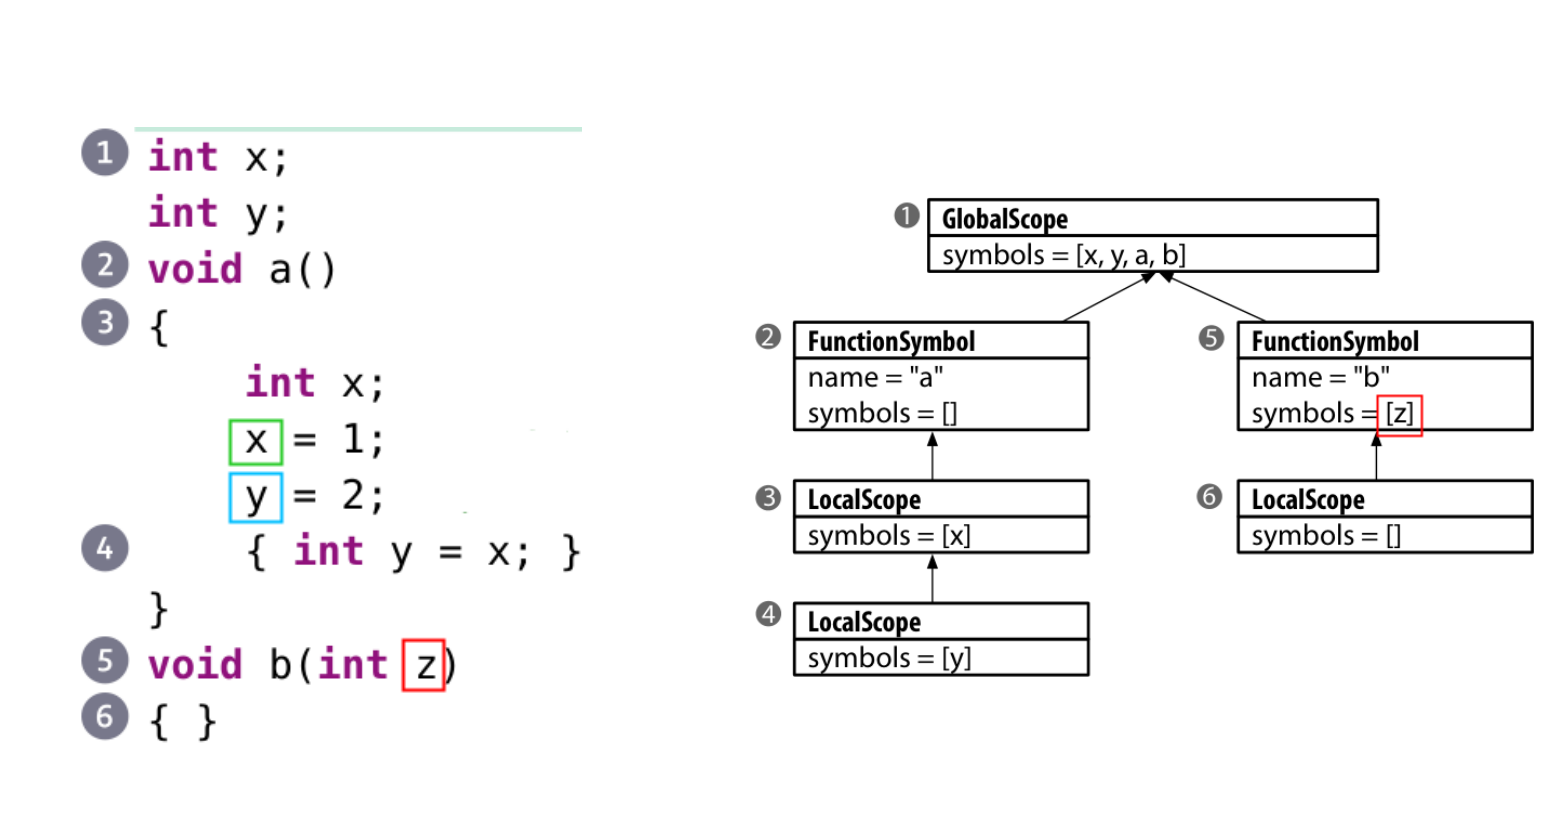 1 int x;
int y;
2 void a()
3 {
int x;
x = 1;
y = 2;
4 { int y = x; }
}
5 void b(int z)
6 { }
1 GlobalScope
symbols = [x, y, a, b]
2 FunctionSymbol
name = "a"
symbols = []
5 FunctionSymbol
name = "b"
symbols = [z]
3 LocalScope
symbols = [x]
6 LocalScope
symbols = []
4 LocalScope
symbols = [y]